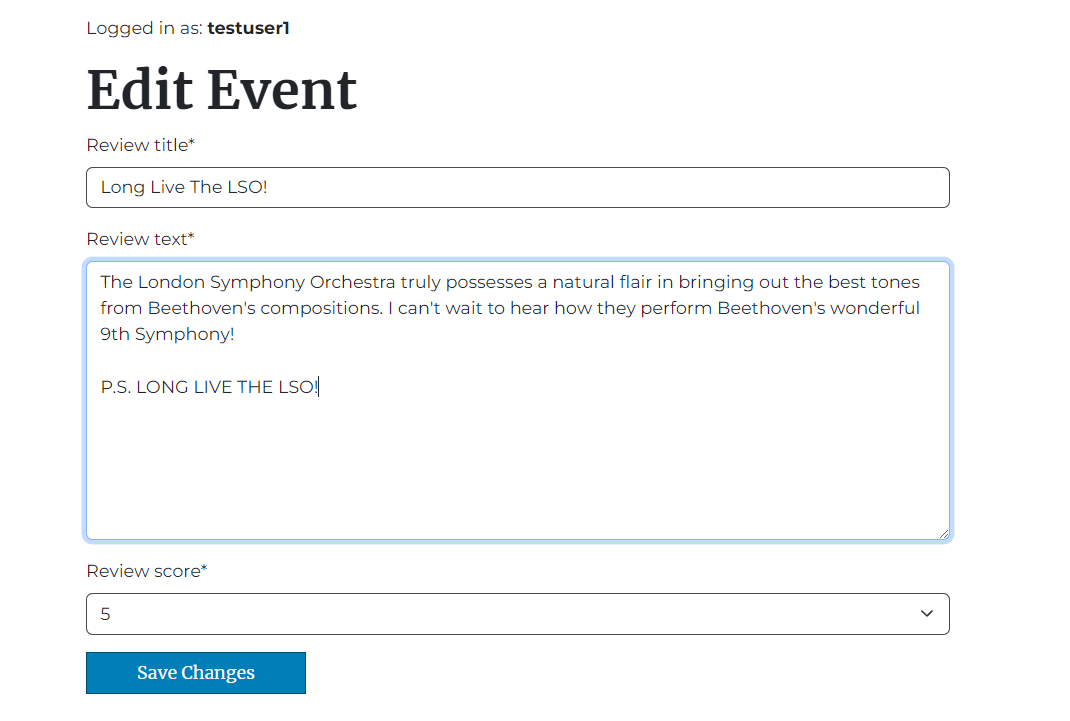 Logged in as: testuser1
Edit Event
Review title*
Long Live The LSO!
Review text*
The London Symphony Orchestra truly possesses a natural flair in bringing out the best tones
from Beethoven's compositions. I can't wait to hear how they perform Beethoven's wonderful
9th Symphony!
P.S. LONG LIVE THE LSO!
Review score*
5
Save Changes